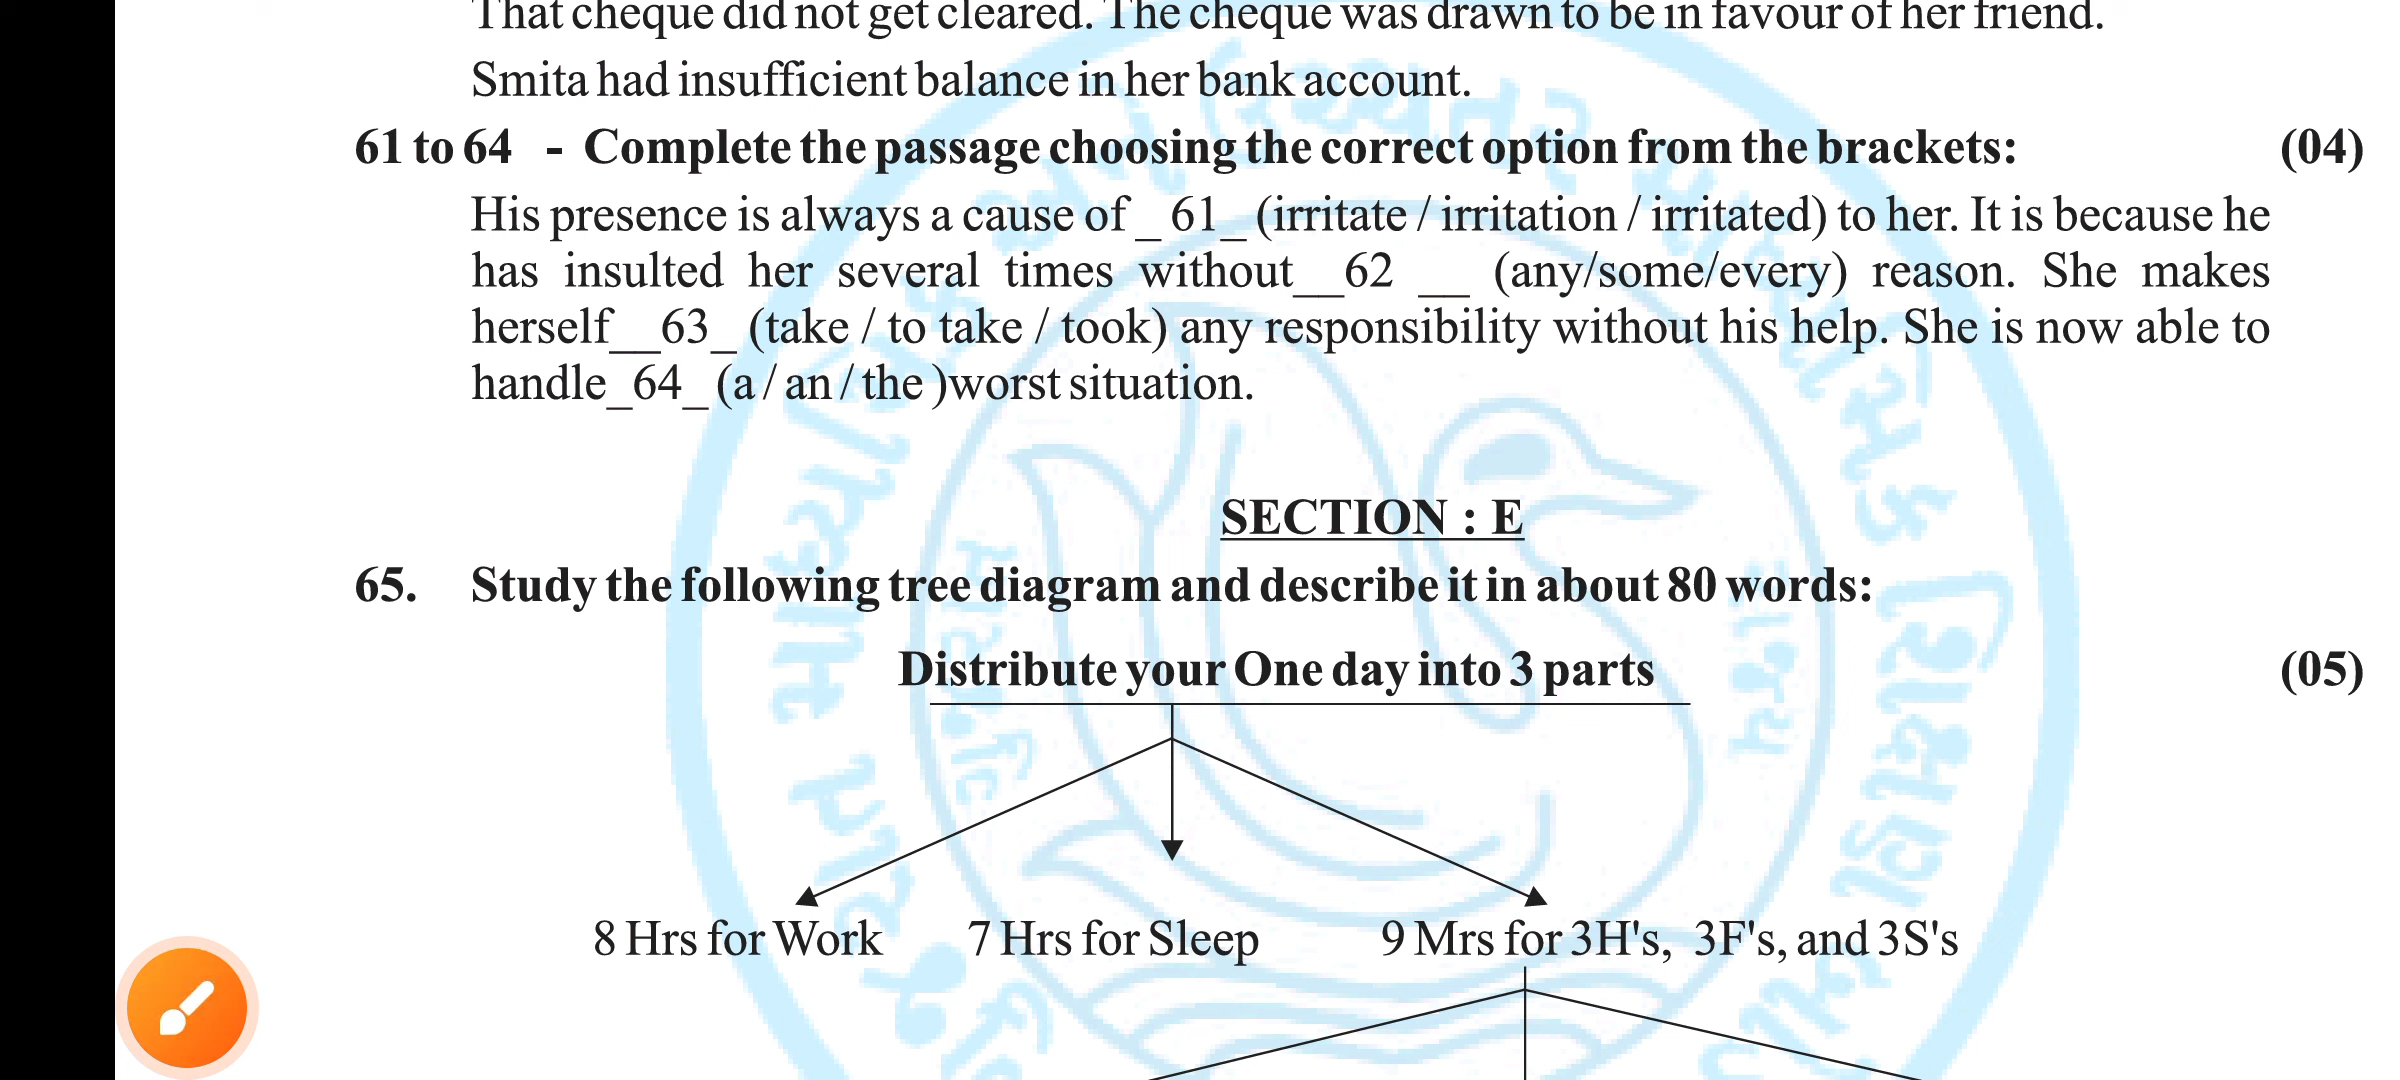 That cheque did not get cleared. The cheque was drawn to be in favour of her friend.
Smita had insufficient balance in her bank account.
61 to 64 - Complete the passage choosing the correct option from the brackets: (04)
His presence is always a cause of _ 61_ (irritate / irritation / irritated) to her. It is because he
has insulted her several times without__62 __ (any/some/every) reason. She makes
herself__63_ (take / to take / took) any responsibility without his help. She is now able to
handle_64_ (a / an / the )worst situation.
SECTION : E
65. Study the following tree diagram and describe it in about 80 words:
Distribute your One day into 3 parts (05)
8 Hrs for Work 7 Hrs for Sleep 9 Mrs for 3H's, 3F's, and 3S's